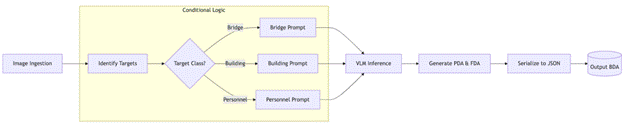 Conditional Logic
Image Ingestion
Identify Targets
Target Class?
Bridge
Building
Personnel
Bridge Prompt
Building Prompt
Personnel Prompt
VLM Inference
Generate PDA & FDA
Serialize to JSON
Output BDA